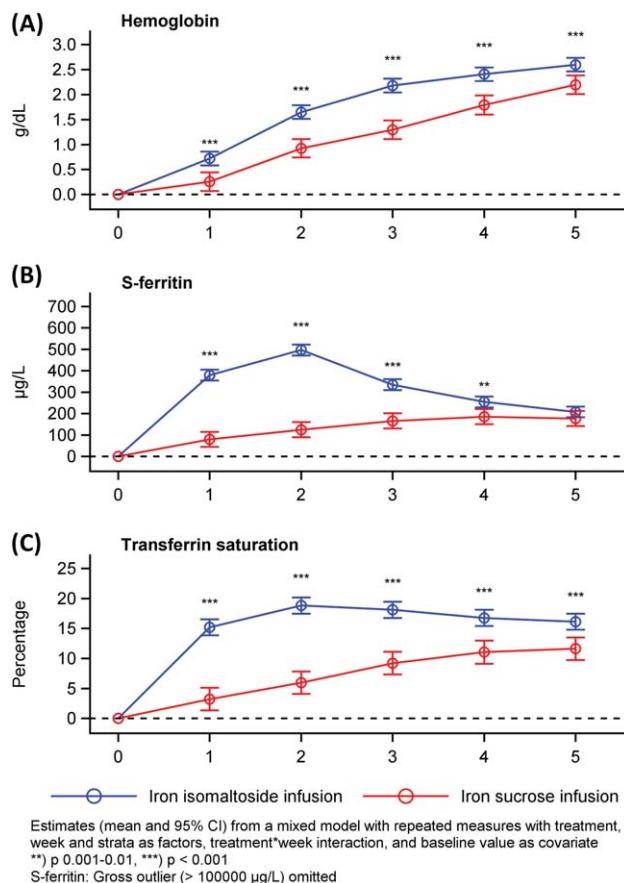 (A) Hemoglobin
g/dL
3.0
2.5
2.0
1.5
1.0
0.5
0.0
*** *** *** *** ***
0 1 2 3 4 5
(B) S-ferritin
µg/L
700
600
500
400
300
200
100
0
*** *** *** **
0 1 2 3 4 5
(C) Transferrin saturation
Percentage
25
20
15
10
5
0
*** *** *** *** ***
0 1 2 3 4 5
Iron isomaltoside infusion Iron sucrose infusion
Estimates (mean and 95% CI) from a mixed model with repeated measures with treatment,
week and strata as factors, treatment*week interaction, and baseline value as covariate
**) p 0.001-0.01, ***) p < 0.001
S-ferritin: Gross outlier (> 100000 µg/L) omitted